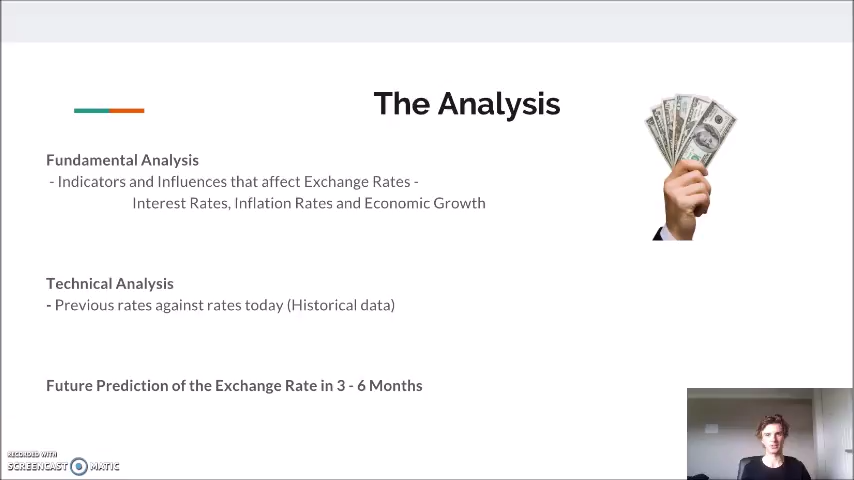 The Analysis
Fundamental Analysis
- Indicators and Influences that affect Exchange Rates -
Interest Rates, Inflation Rates and Economic Growth
Technical Analysis
- Previous rates against rates today (Historical data)
Future Prediction of the Exchange Rate in 3 - 6 Months
RECORDED WITH
SCREENCAST MATIC